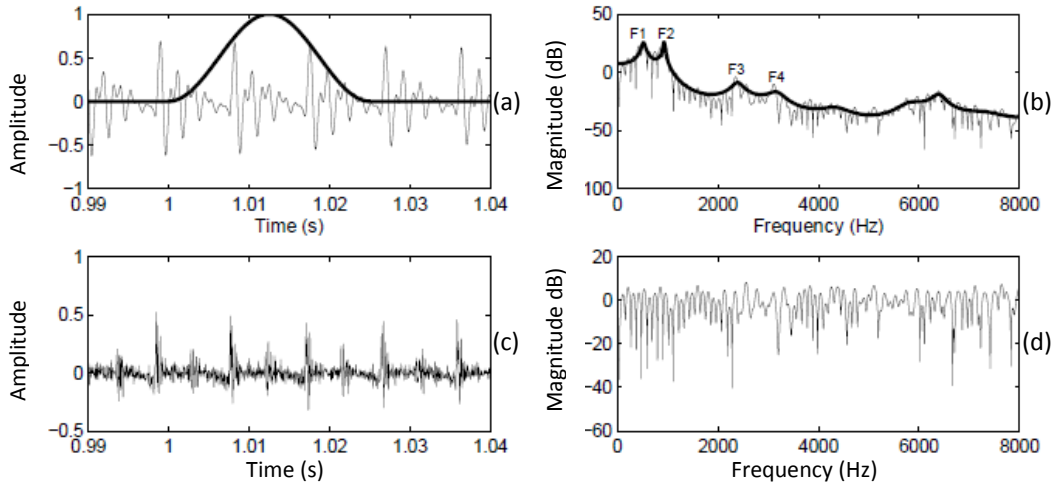 Amplitude
1
0.5
0
−0.5
−1
0.99 1 1.01 1.02 1.03 1.04
Time (s)
(a)
Magnitude (dB)
50
0
−50
100
0 2000 4000 6000 8000
Frequency (Hz)
F1 F2
F3 F4
(b)
Amplitude
1
0.5
0
−0.5
0.99 1 1.01 1.02 1.03 1.04
Time (s)
(c)
Magnitude dB)
20
0
−20
−40
−60
0 2000 4000 6000 8000
Frequency (Hz)
(d)